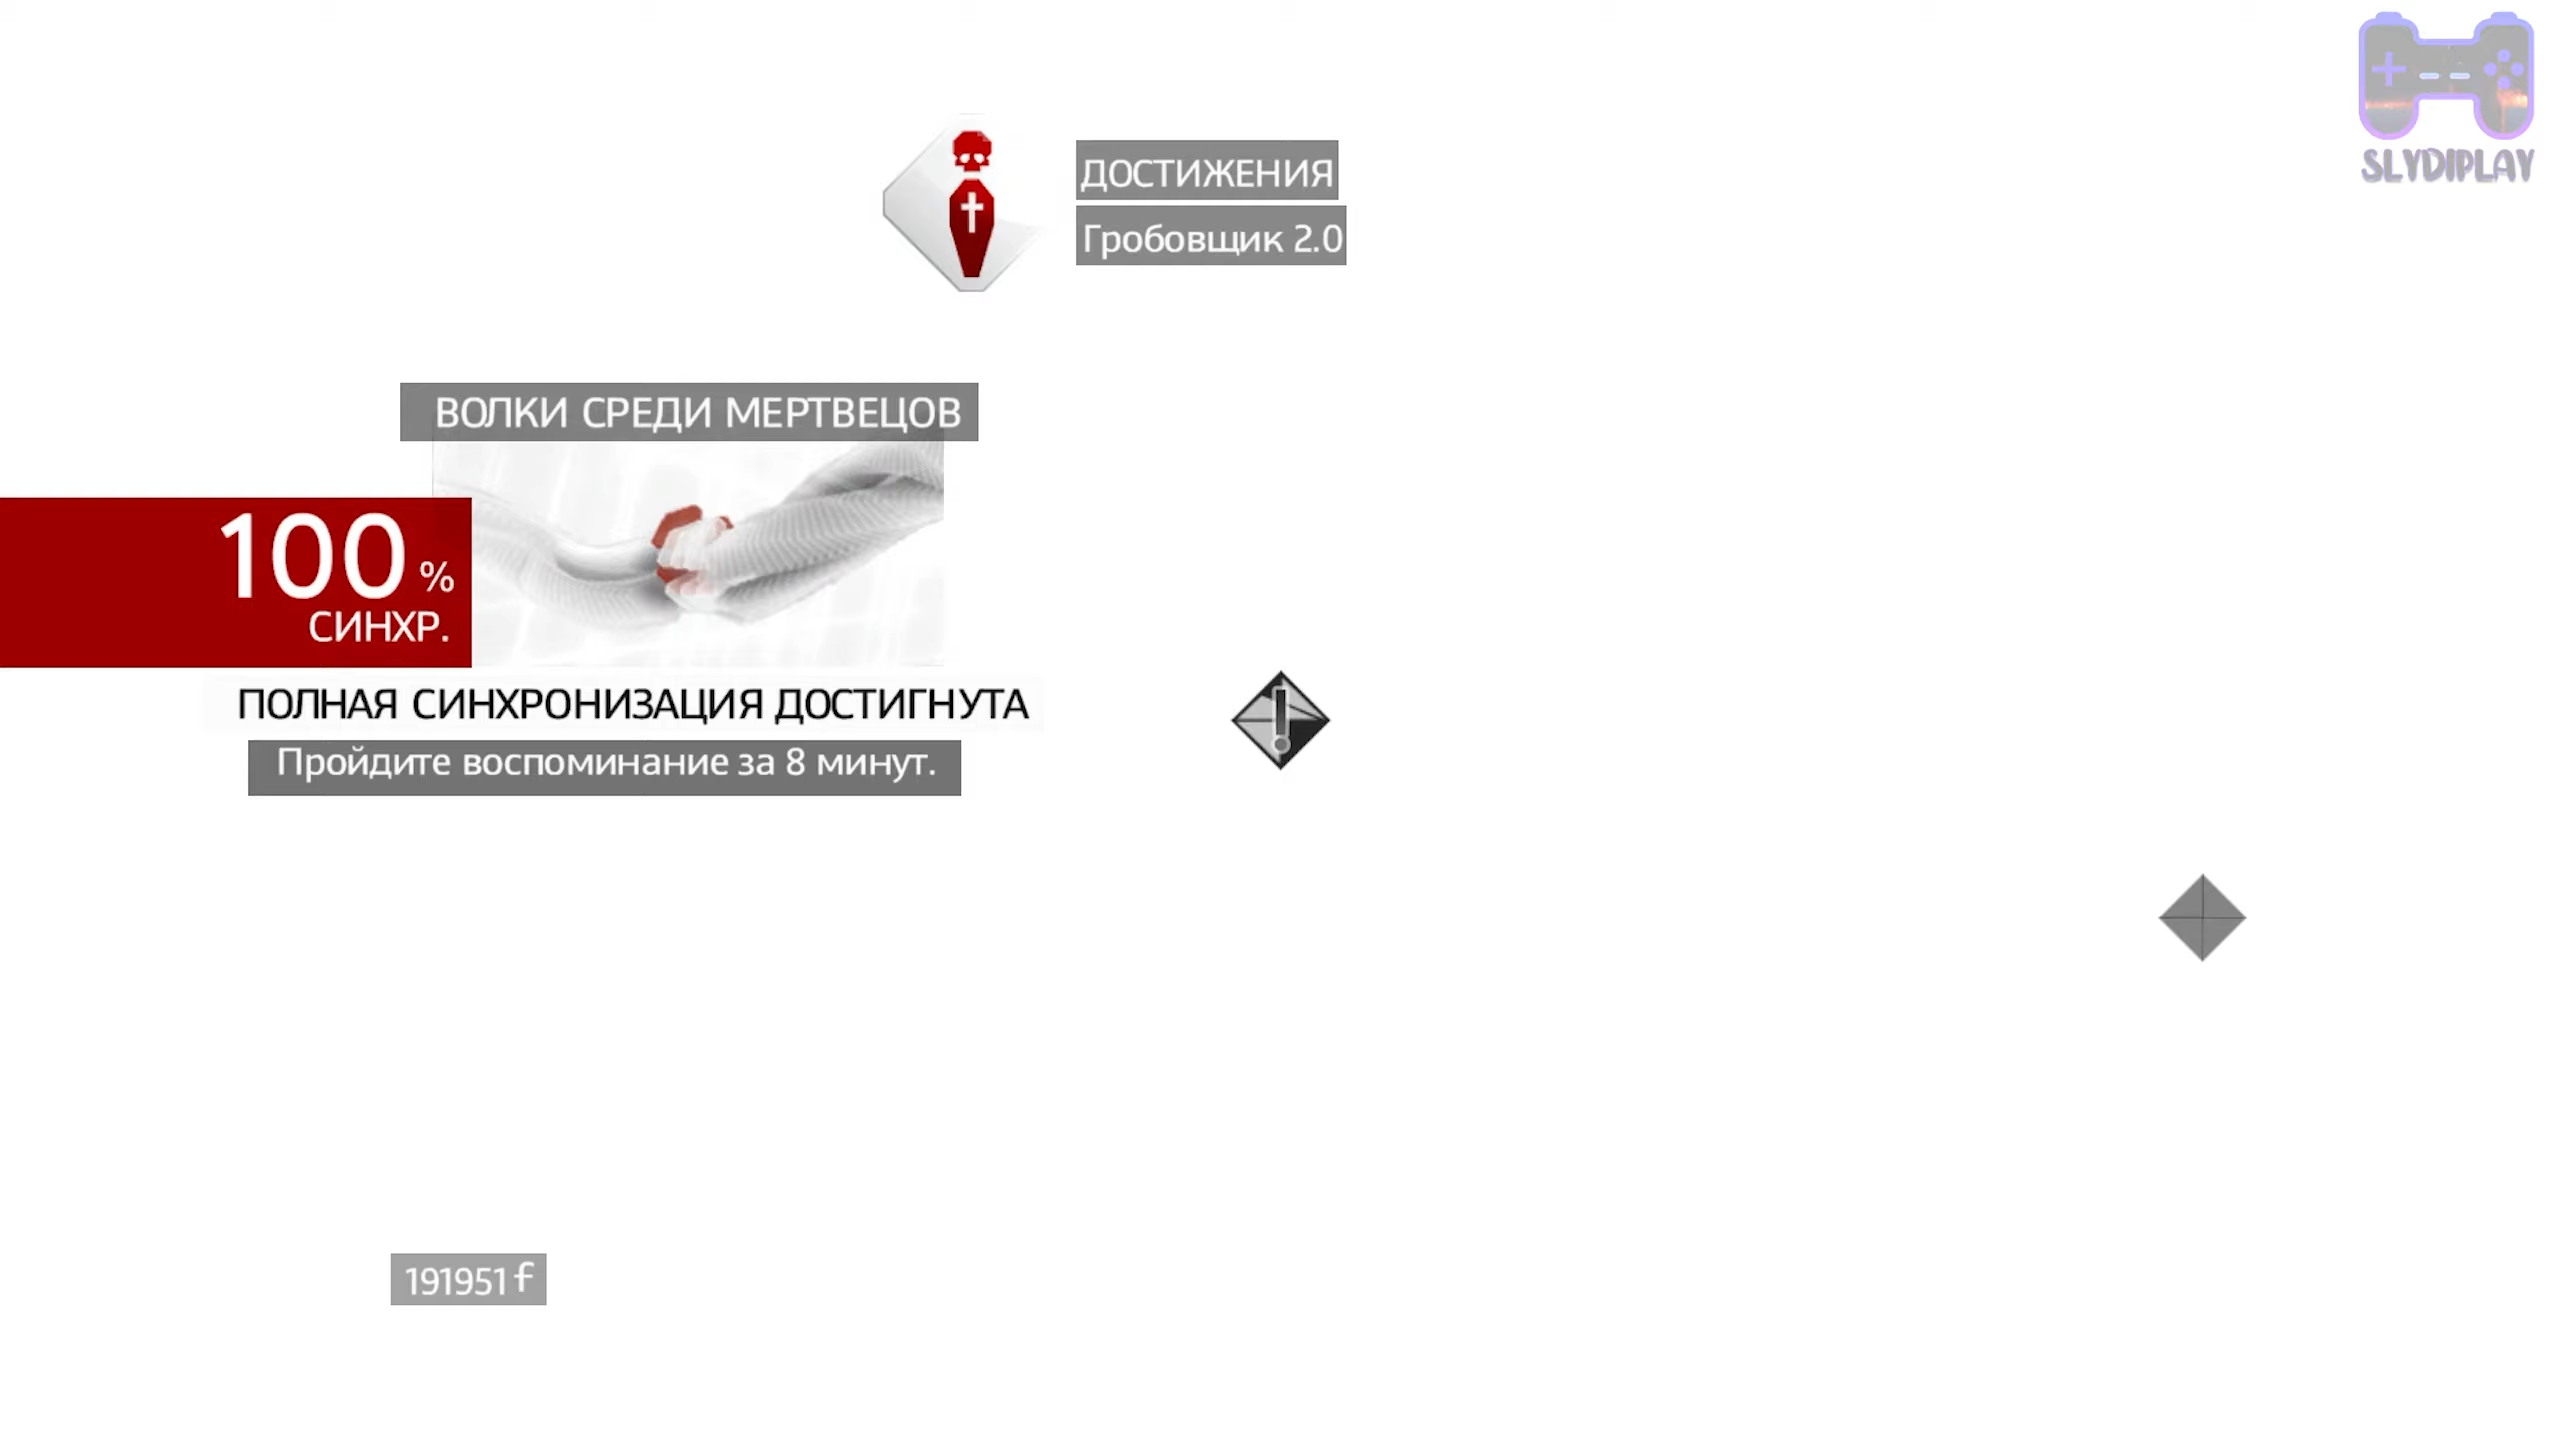 SLYDIPLAY
ДОСТИЖЕНИЯ
Гробовщик 2.0
ВОЛКИ СРЕДИ МЕРТВЕЦОВ
100 %
СИНХР.
ПОЛНАЯ СИНХРОНИЗАЦИЯ ДОСТИГНУТА
Пройдите воспоминание за 8 минут.
191951 f